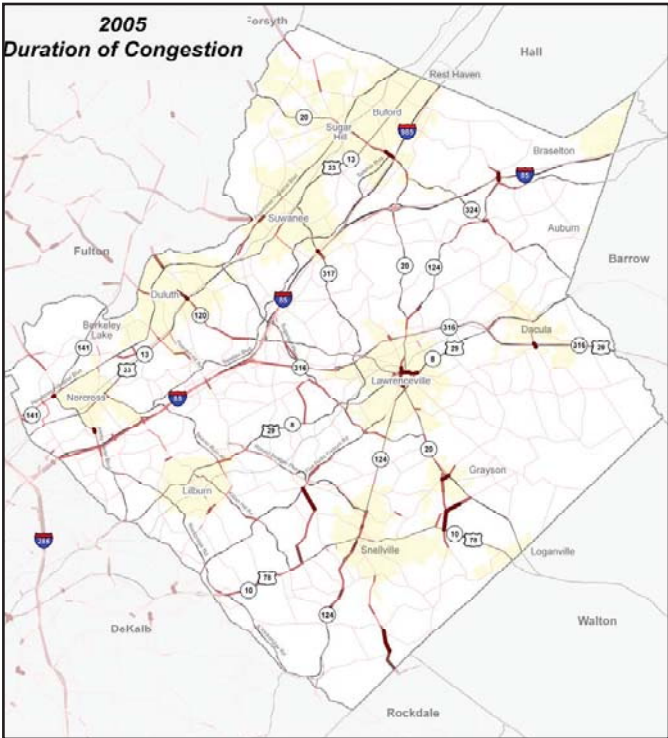 2005
Duration of Congestion
Forsyth
Hall
Rest Haven
Buford
20
Sugar
Hill
985
13
23
Braselton
85
324
Suwanee
Auburn
Fulton
Barrow
317
20
124
Duluth
85
120
Berkeley
Lake
316
Dacula
141
13
8
29
316
29
23
316
Lawrenceville
Norcross
85
141
29
8
124
20
Grayson
Lilburn
285
Snellville
10
78
Loganville
78
10
124
DeKalb
Walton
Rockdale